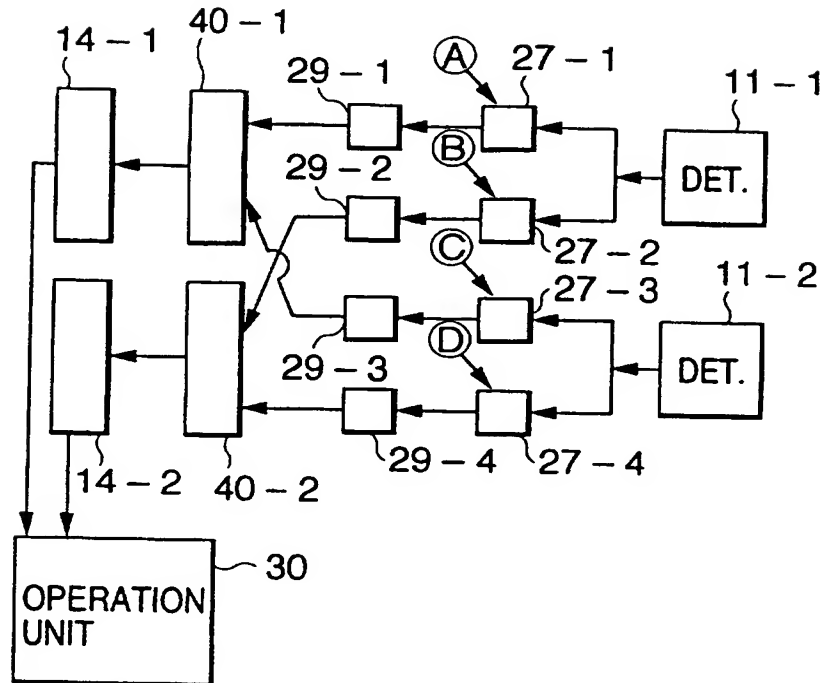 40-1
14-1
29-1
A
27-1
11-1
B
DET.
29-2
C
27-2
27-3
11-2
D
DET.
29-3
14-2
40-2
29-4
27-4
30
OPERATION
UNIT